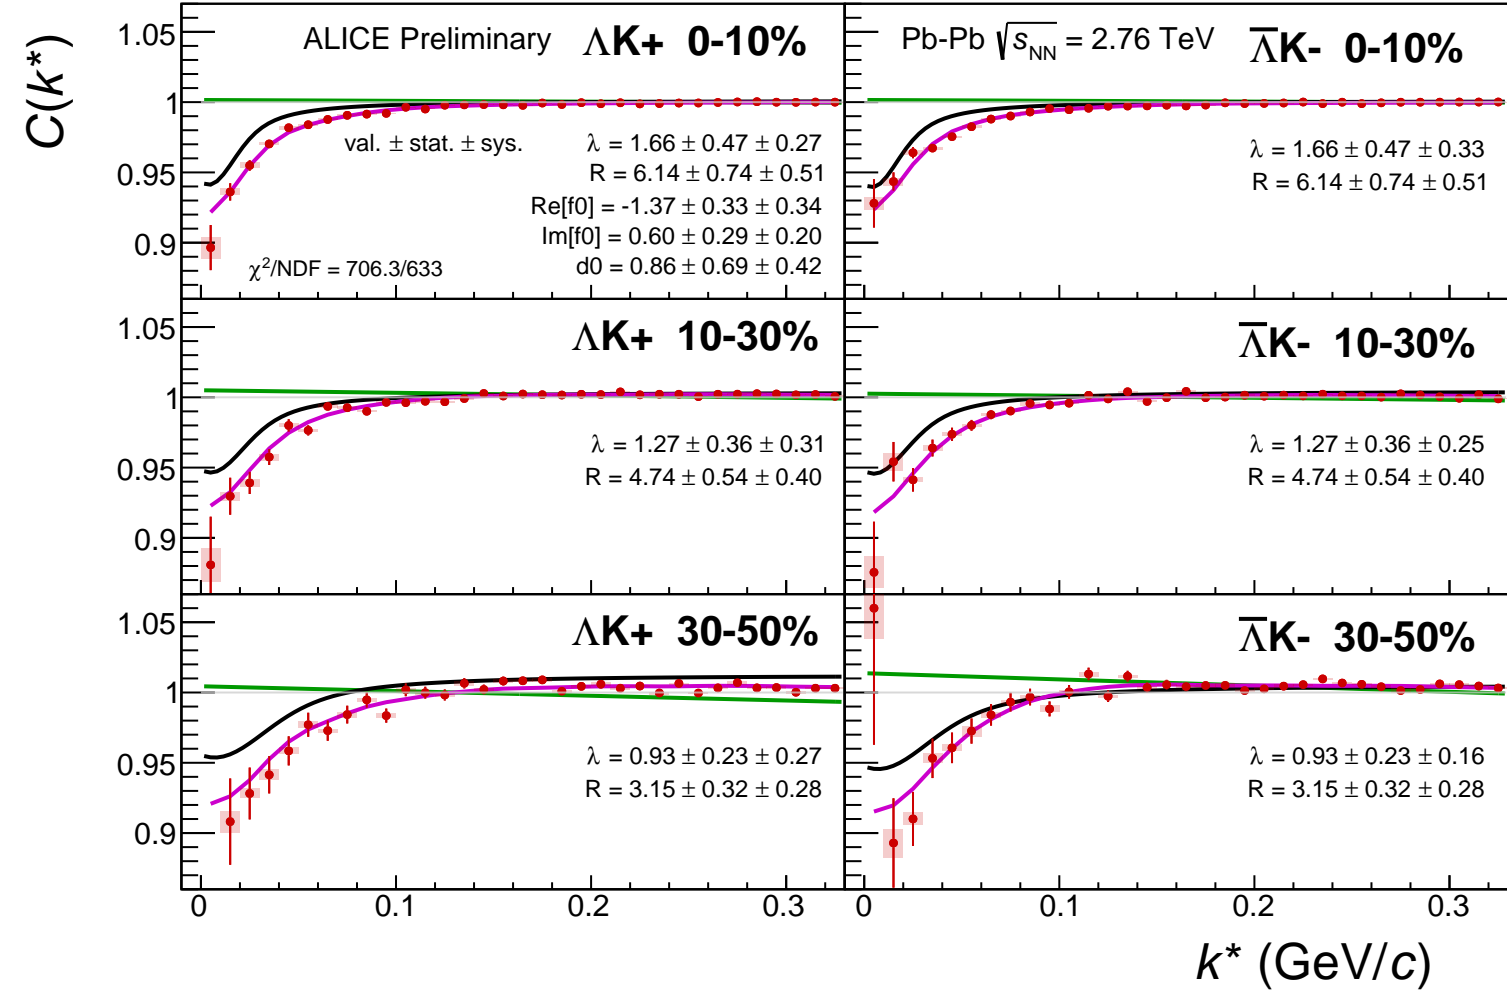 C(k*)
ALICE Preliminary ΛK+ 0-10%
1.05
1
0.95
0.9
val. ± stat. ± sys.
λ = 1.66 ± 0.47 ± 0.27
R = 6.14 ± 0.74 ± 0.51
Re[f0] = -1.37 ± 0.33 ± 0.34
Im[f0] = 0.60 ± 0.29 ± 0.20
d0 = 0.86 ± 0.69 ± 0.42
χ²/NDF = 706.3/633
Pb-Pb √sNN = 2.76 TeV Λ̅K- 0-10%
λ = 1.66 ± 0.47 ± 0.33
R = 6.14 ± 0.74 ± 0.51
ΛK+ 10-30%
1.05
1
0.95
0.9
λ = 1.27 ± 0.36 ± 0.31
R = 4.74 ± 0.54 ± 0.40
Λ̅K- 10-30%
λ = 1.27 ± 0.36 ± 0.25
R = 4.74 ± 0.54 ± 0.40
ΛK+ 30-50%
1.05
1
0.95
0.9
λ = 0.93 ± 0.23 ± 0.27
R = 3.15 ± 0.32 ± 0.28
Λ̅K- 30-50%
λ = 0.93 ± 0.23 ± 0.16
R = 3.15 ± 0.32 ± 0.28
0 0.1 0.2 0.3
0 0.1 0.2 0.3
k* (GeV/c)